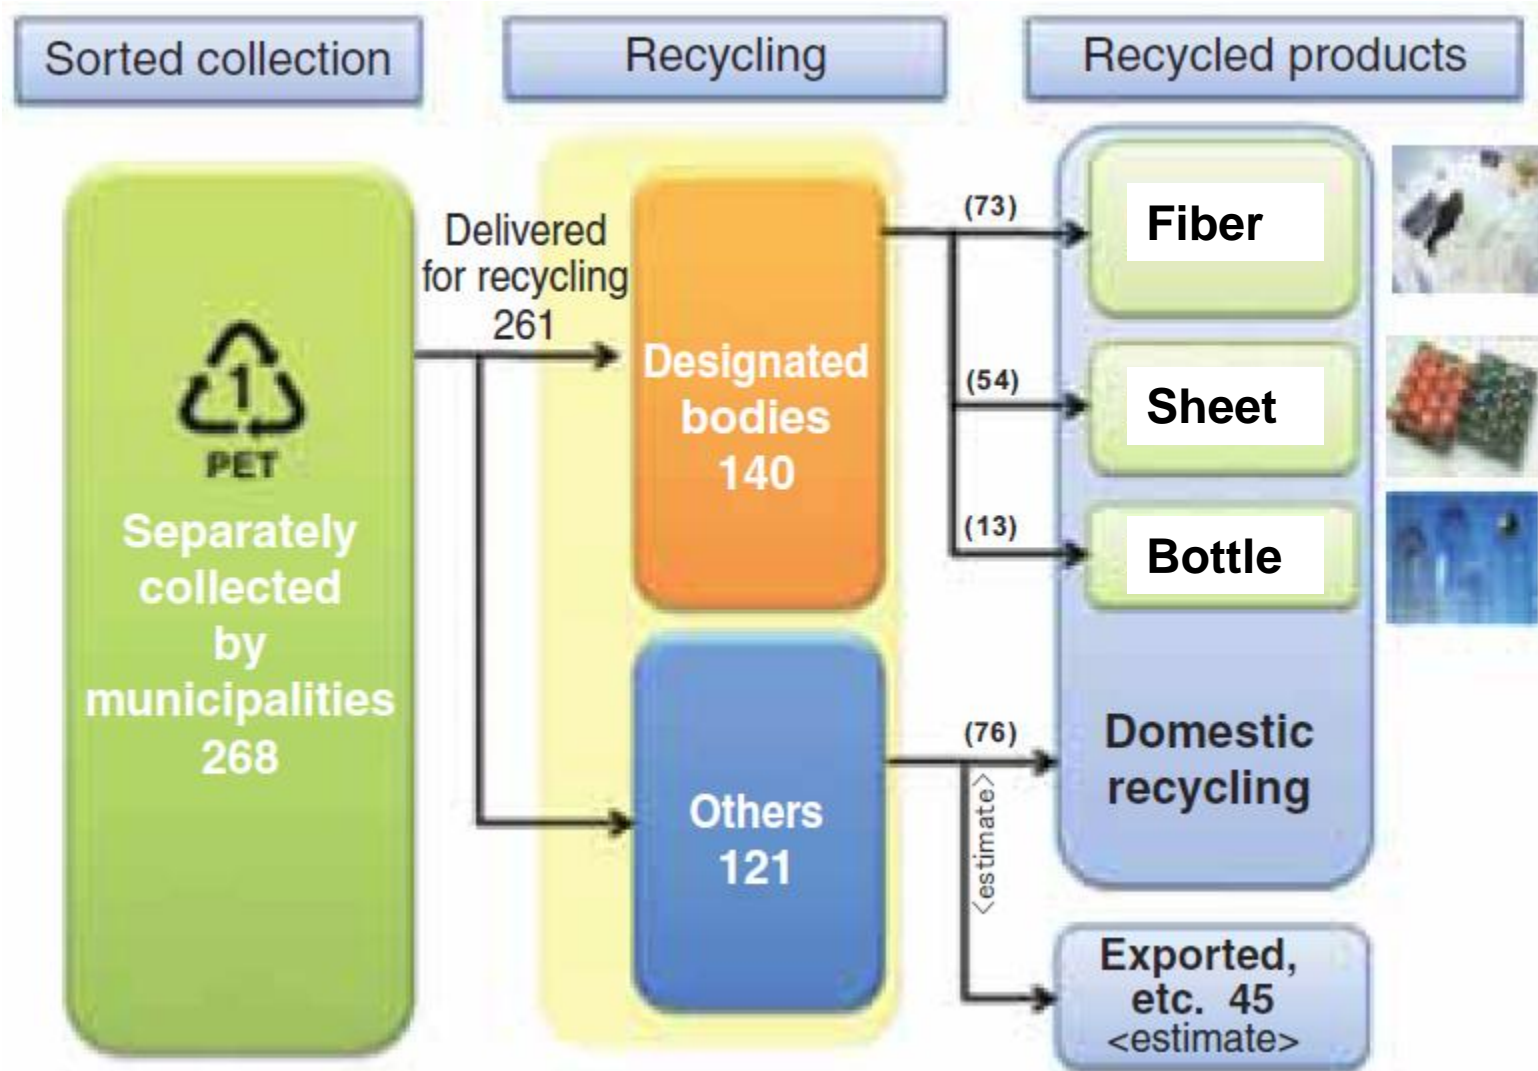 Sorted collection
Recycling
Recycled products
1
PET
Separately
collected
by
municipalities
268
Delivered
for recycling
261
Designated
bodies
140
Others
121
(73)
Fiber
(54)
Sheet
(13)
Bottle
(76)
<estimate>
Domestic
recycling
Exported,
etc. 45
<estimate>